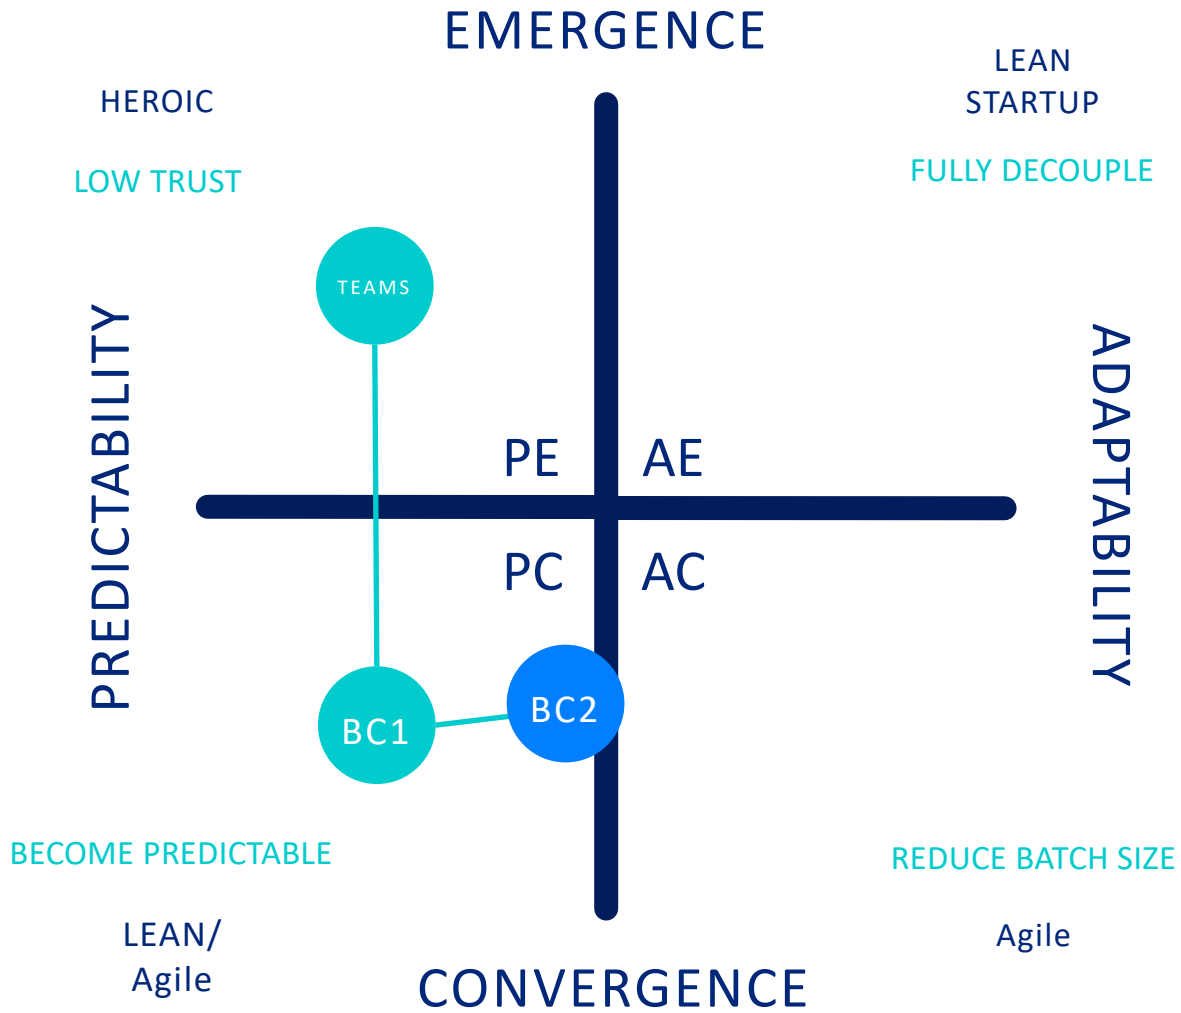 EMERGENCE
HEROIC
LEAN
STARTUP
LOW TRUST
FULLY DECOUPLE
TEAMS
PREDICTABILITY
ADAPTABILITY
PE
AE
PC
AC
BC1
BC2
BECOME PREDICTABLE
REDUCE BATCH SIZE
LEAN/
Agile
Agile
CONVERGENCE